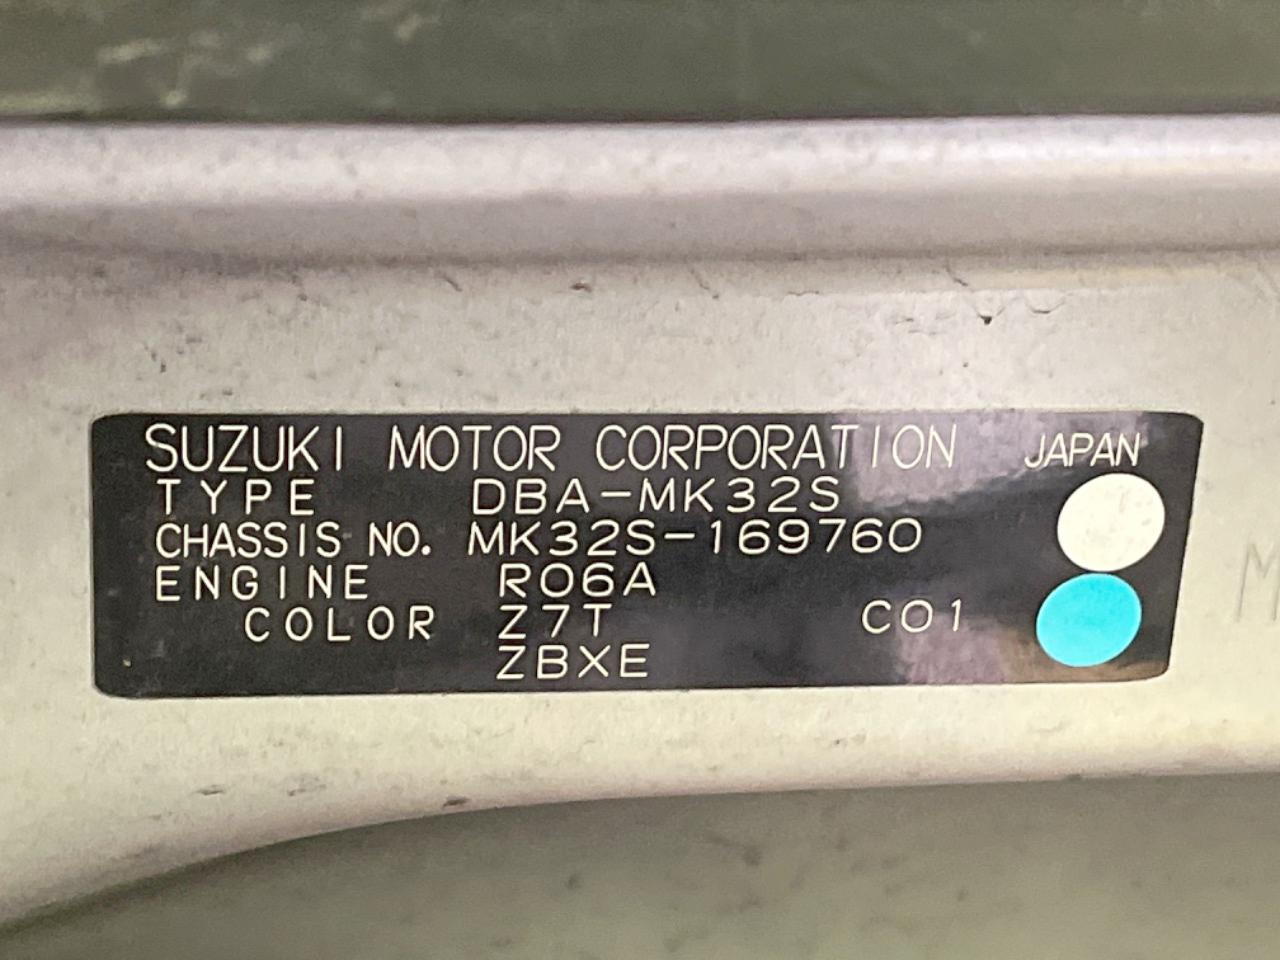 SUZUKI MOTOR CORPORATION JAPAN
TYPE DBA-MK32S
CHASSIS NO. MK32S-169760
ENGINE R06A
COLOR Z7T C01
ZBXE